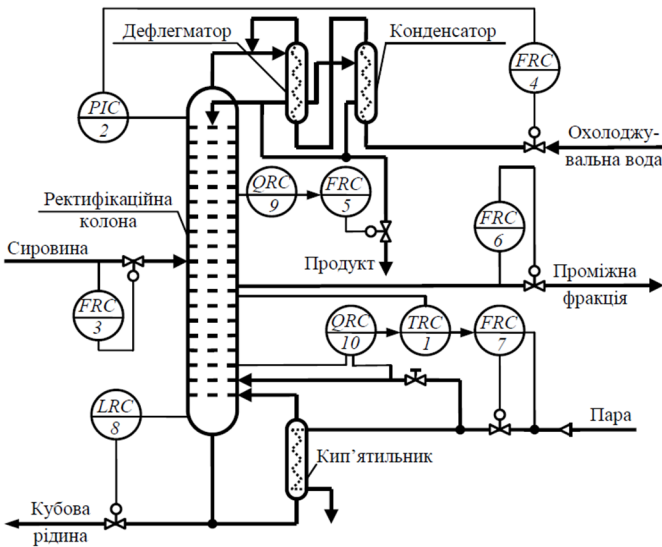 Дефлегматор
Конденсатор
FRC
4
PIC
2
Охолоджу-
вальна вода
QRC
9
FRC
5
Ректифікаційна
колона
FRC
6
Сировина
Продукт
Проміжна
фракція
FRC
3
QRC
10
TRC
1
FRC
7
LRC
8
Пара
Кип’ятильник
Кубова
рідина